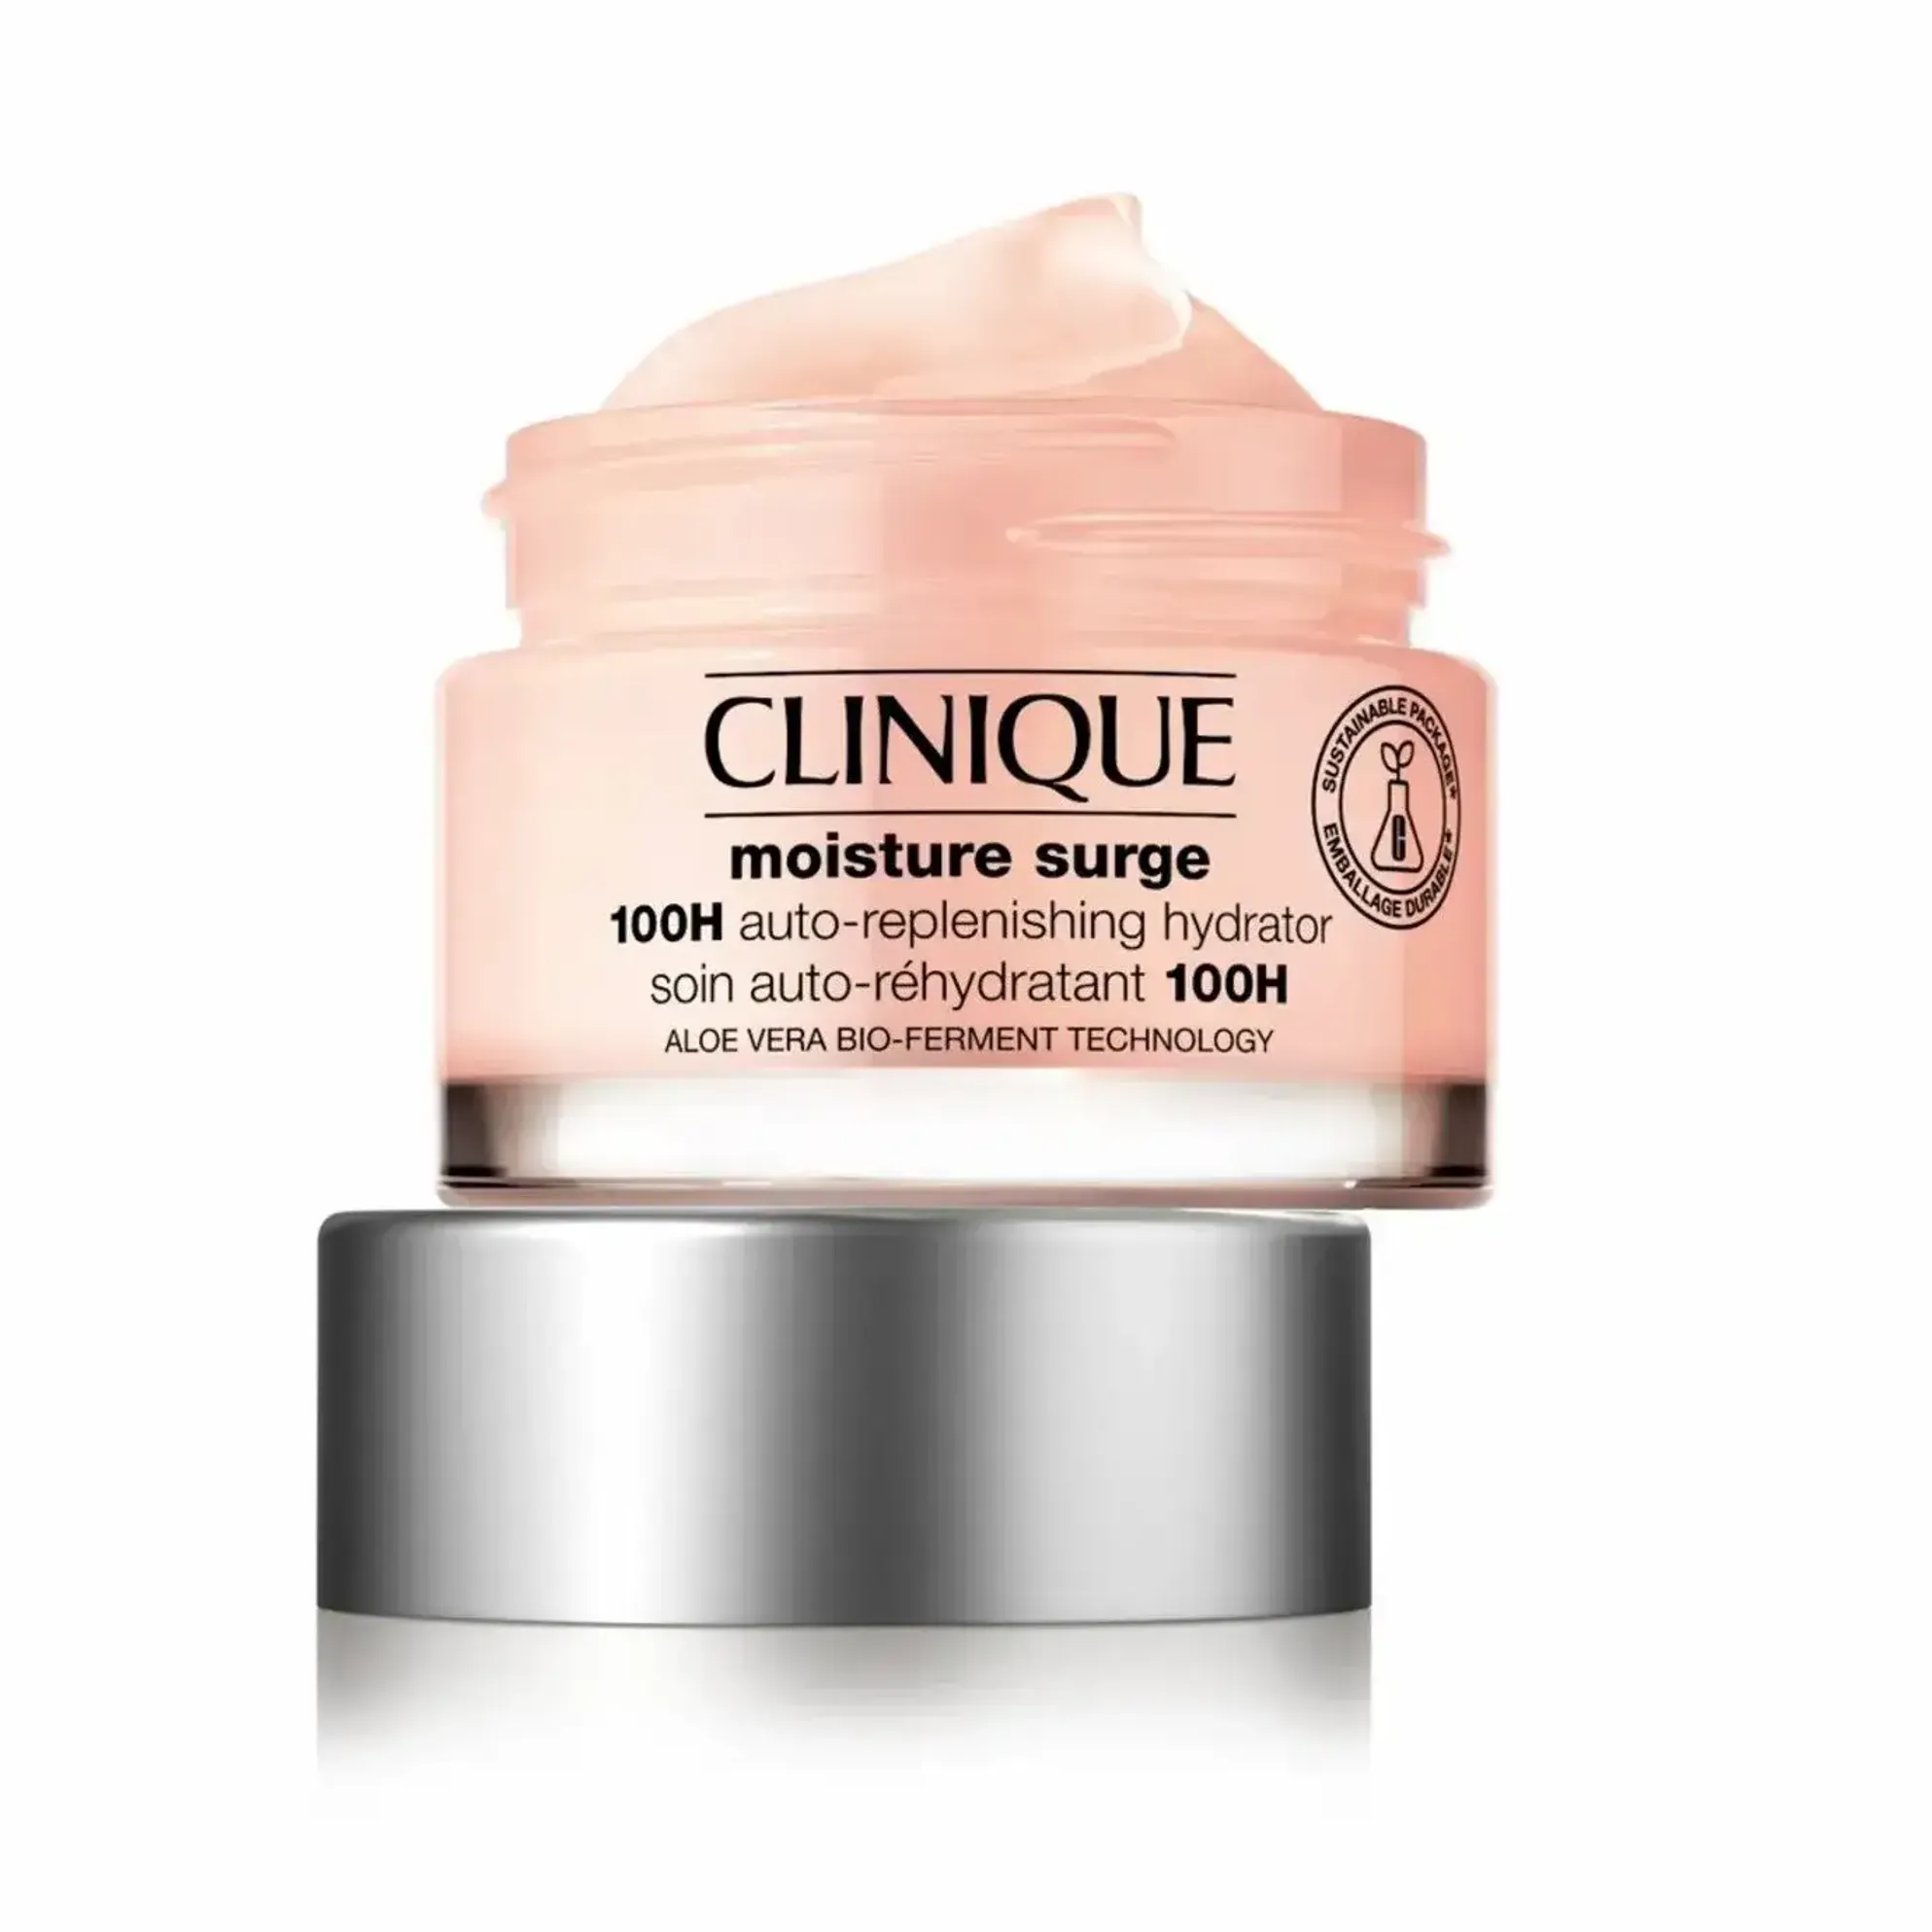 CLINIQUE
moisture surge
100H auto-replenishing hydrator
soin auto-réhydratant 100H
ALOE VERA BIO-FERMENT TECHNOLOGY
SUSTAINABLE PACKAGE*
EMBALLAGE DURABLE*
C